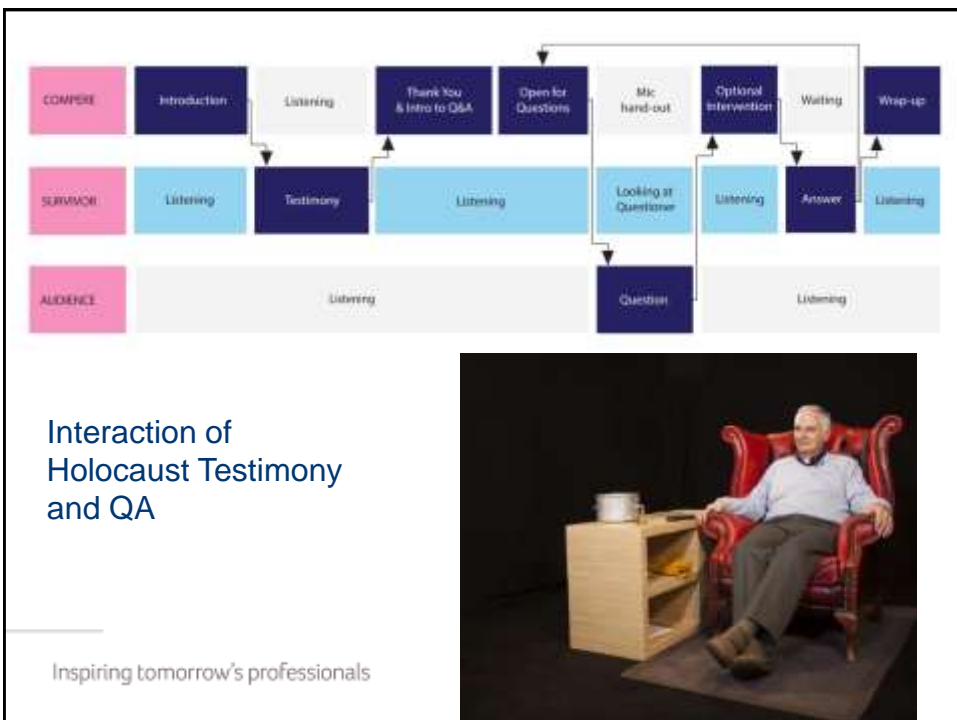 COMPERE
Introduction
Listening
Thank You
& Intro to Q&A
Open for
Questions
Mic
hand-out
Optional
Intervention
Waiting
Wrap-up
SURVIVOR
Listening
Testimony
Listening
Looking at
Questioner
Listening
Answer
Listening
AUDIENCE
Listening
Question
Listening
Interaction of
Holocaust Testimony
and QA
Inspiring tomorrow's professionals